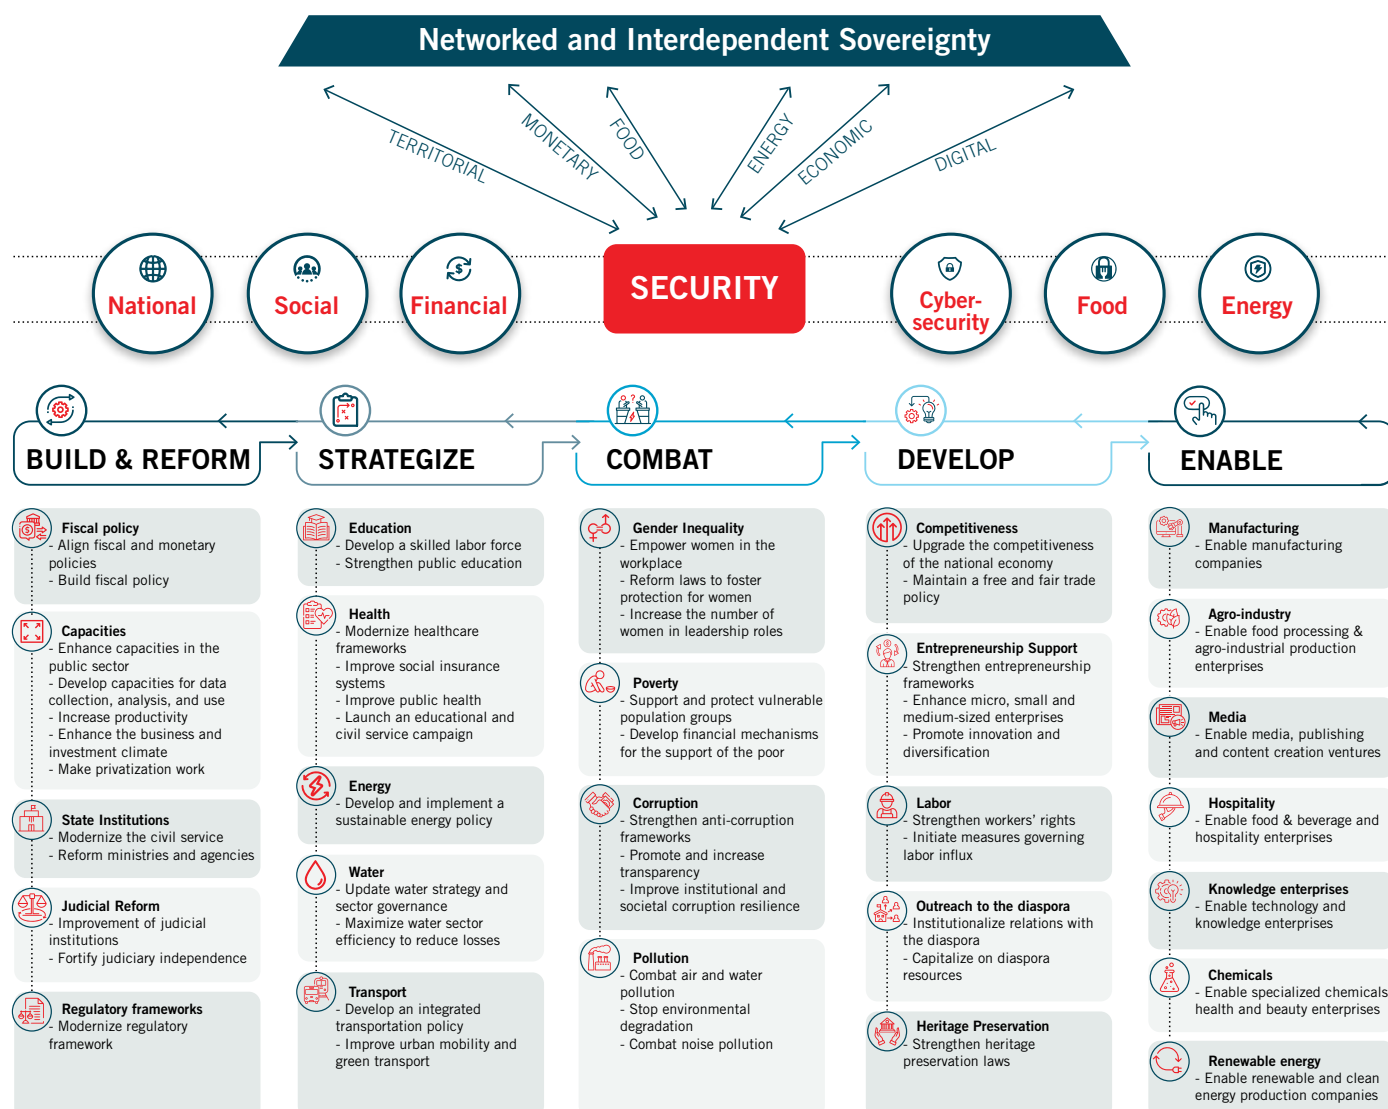 Networked and Interdependent Sovereignty
TERRITORIAL
MONETARY
FOOD
ENERGY
ECONOMIC
DIGITAL
National
Social
Financial
SECURITY
Cyber-
security
Food
Energy
BUILD & REFORM
STRATEGIZE
COMBAT
DEVELOP
ENABLE
Fiscal policy
- Align fiscal and monetary
policies
- Build fiscal policy
Capacities
- Enhance capacities in the
public sector
- Develop capacities for data
collection, analysis, and use
- Increase productivity
- Enhance the business and
investment climate
- Make privatization work
State Institutions
- Modernize the civil service
- Reform ministries and agencies
Judicial Reform
- Improvement of judicial
institutions
- Fortify judiciary independence
Regulatory frameworks
- Modernize regulatory
framework
Education
- Develop a skilled labor force
- Strengthen public education
Health
- Modernize healthcare
frameworks
- Improve social insurance
systems
- Improve public health
- Launch an educational and
civil service campaign
Energy
- Develop and implement a
sustainable energy policy
Water
- Update water strategy and
sector governance
- Maximize water sector
efficiency to reduce losses
Transport
- Develop an integrated
transportation policy
- Improve urban mobility and
green transport
Gender Inequality
- Empower women in the
workplace
- Reform laws to foster
protection for women
- Increase the number of
women in leadership roles
Poverty
- Support and protect vulnerable
population groups
- Develop financial mechanisms
for the support of the poor
Corruption
- Strengthen anti-corruption
frameworks
- Promote and increase
transparency
- Improve institutional and
societal corruption resilience
Pollution
- Combat air and water
pollution
- Stop environmental
degradation
- Combat noise pollution
Competitiveness
- Upgrade the competitiveness
of the national economy
- Maintain a free and fair trade
policy
Entrepreneurship Support
- Strengthen entrepreneurship
frameworks
- Enhance micro, small and
medium-sized enterprises
- Promote innovation and
diversification
Labor
- Strengthen workers' rights
- Initiate measures governing
labor influx
Outreach to the diaspora
- Institutionalize relations with
the diaspora
- Capitalize on diaspora
resources
Heritage Preservation
- Strengthen heritage
preservation laws
Manufacturing
- Enable manufacturing
companies
Agro-industry
- Enable food processing &
agro-industrial production
enterprises
Media
- Enable media, publishing
and content creation ventures
Hospitality
- Enable food & beverage and
hospitality enterprises
Knowledge enterprises
- Enable technology and
knowledge enterprises
Chemicals
- Enable specialized chemicals
health and beauty enterprises
Renewable energy
- Enable renewable and clean
energy production companies